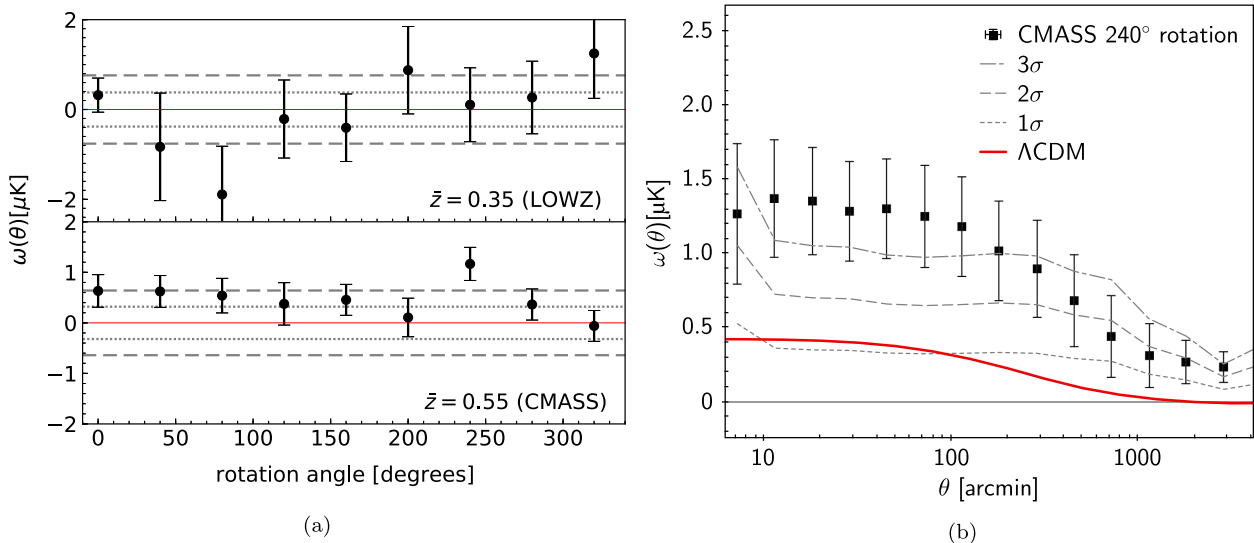 2
0
−2
z̄ = 0.35 (LOWZ)
2
1
0
−1
−2
z̄ = 0.55 (CMASS)
ω(θ)[μK]
0 50 100 150 200 250 300
rotation angle [degrees]
(a)
2.5
2.0
1.5
1.0
0.5
0
ω(θ)[μK]
CMASS 240° rotation
3σ
2σ
1σ
ΛCDM
10 100 1000
θ [arcmin]
(b)